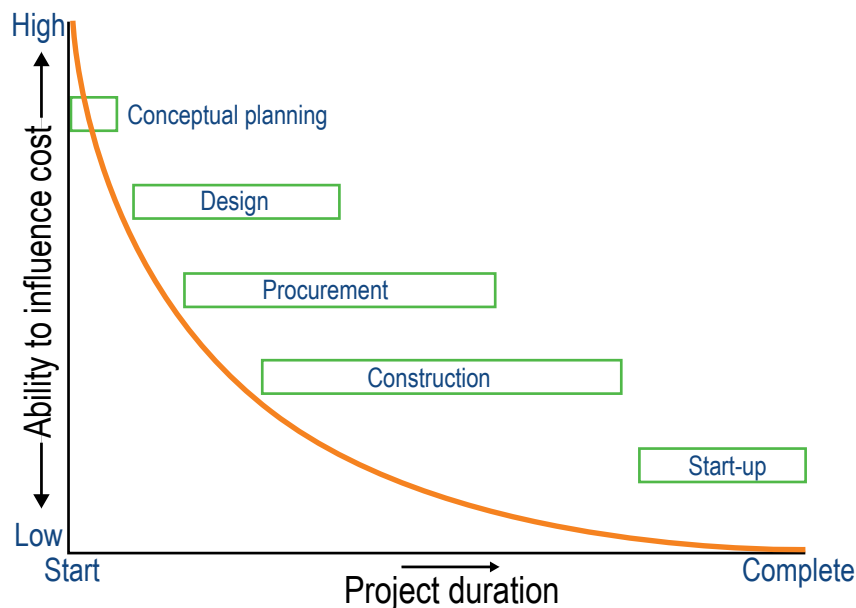 High
Conceptual planning
Design
Procurement
Construction
Start-up
Ability to influence cost
Low
Start
Complete
Project duration